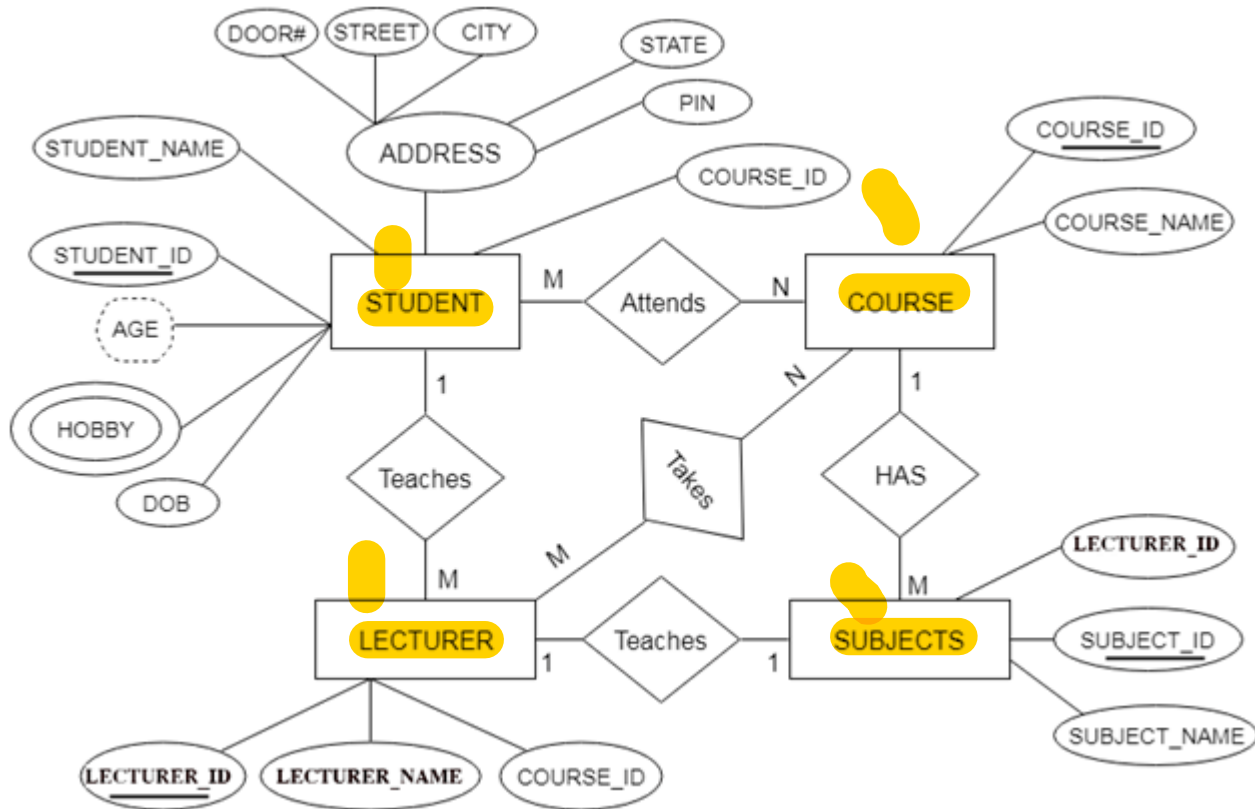 DOOR#
STREET
CITY
STATE
PIN
STUDENT_NAME
ADDRESS
COURSE_ID
COURSE_ID
COURSE_NAME
STUDENT_ID
AGE
HOBBY
DOB
STUDENT
M
Attends
N
COURSE
1
Teaches
M
N
Takes
M
1
HAS
M
LECTURER
1
Teaches
1
SUBJECTS
LECTURER_ID
SUBJECT_ID
SUBJECT_NAME
LECTURER_ID
LECTURER_NAME
COURSE_ID